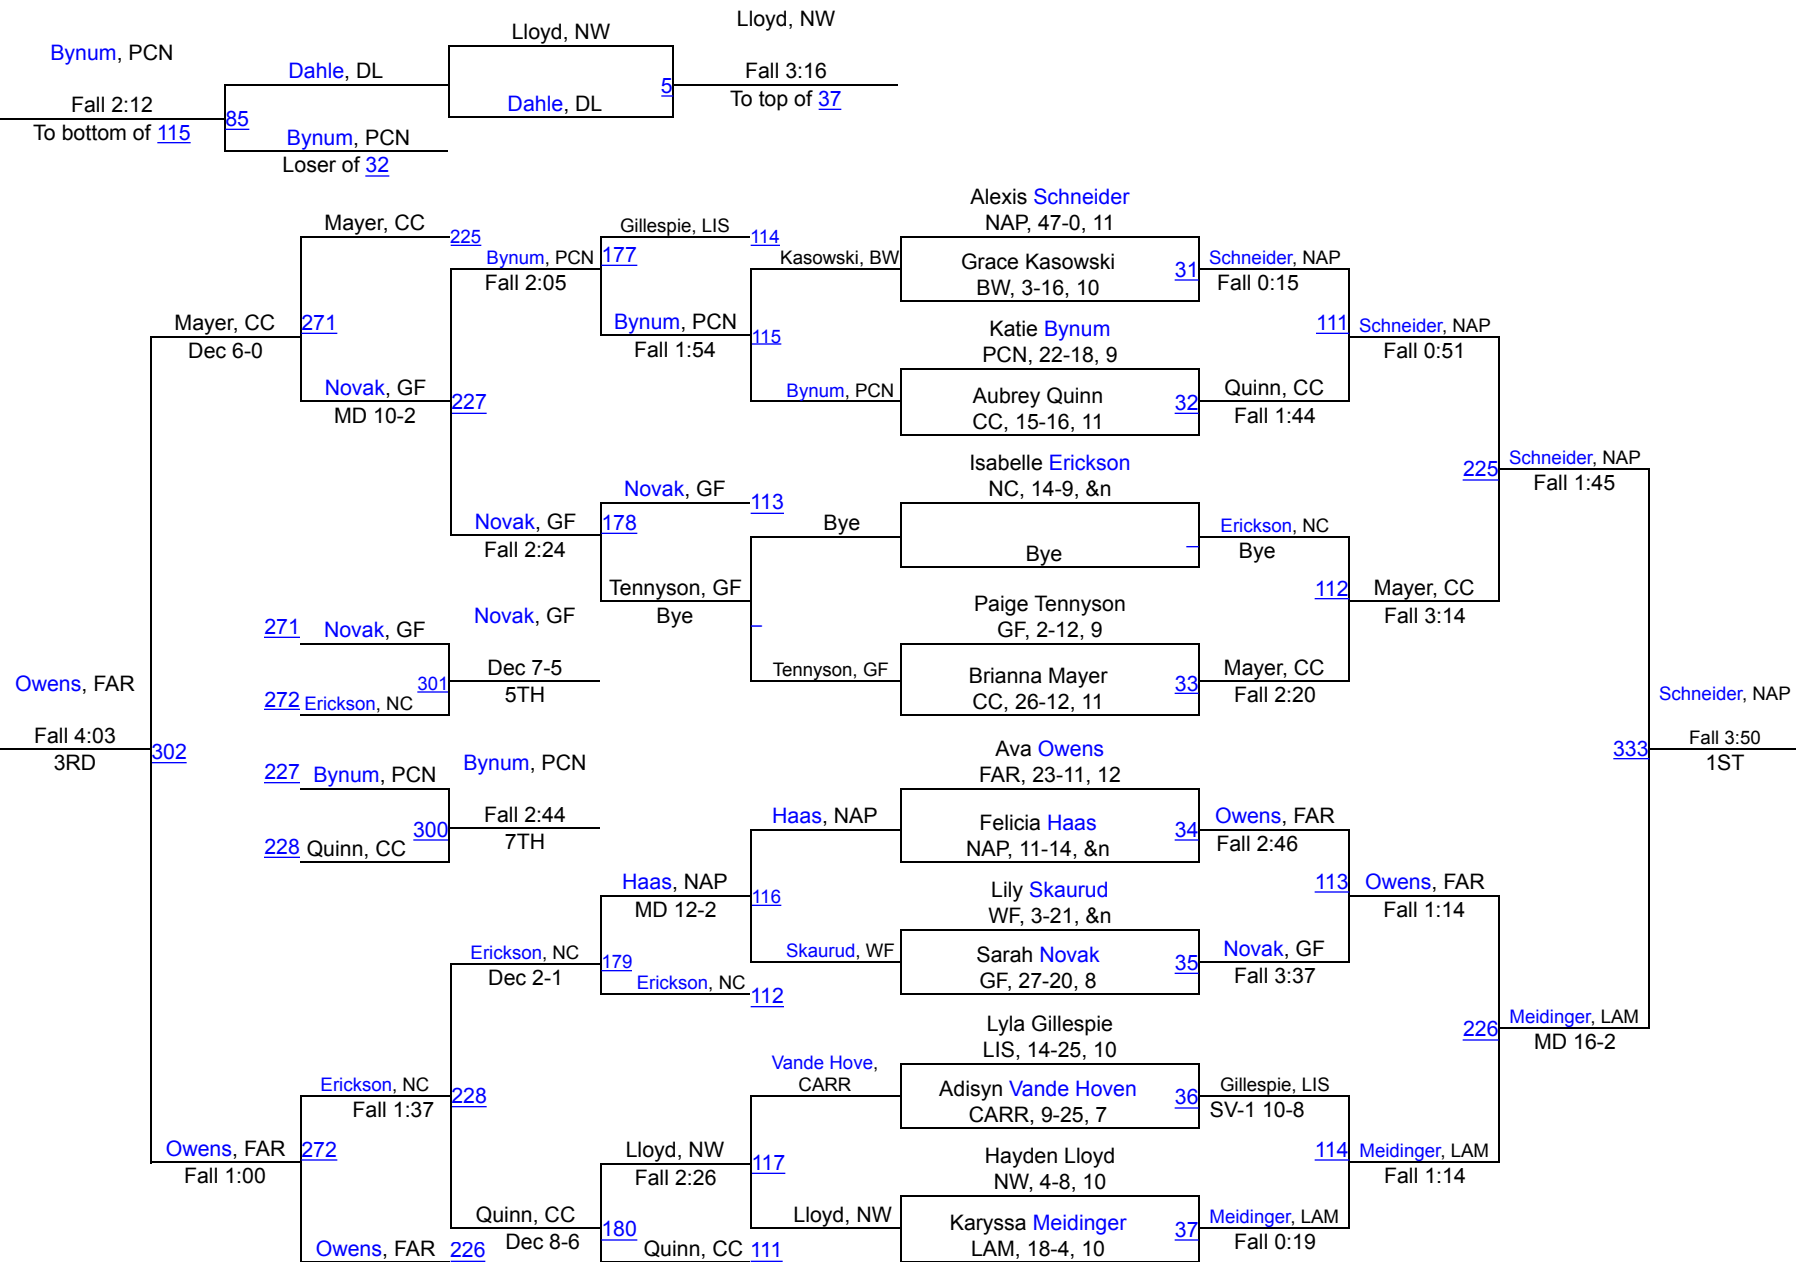 Lloyd, NW
Lloyd, NW
Bynum, PCN
Dahle, DL
Fall 3:16
5
Fall 2:12
Dahle, DL
To top of 37
To bottom of 115
85
Bynum, PCN
Loser of 32
Alexis Schneider
NAP, 47-0, 11
Mayer, CC
225
Gillespie, LIS
114
Bynum, PCN
177
Kasowski, BW
Grace Kasowski
31
Schneider, NAP
Fall 2:05
BW, 3-16, 10
Fall 0:15
Mayer, CC
271
Bynum, PCN
115
Katie Bynum
111
Schneider, NAP
Dec 6-0
Fall 1:54
PCN, 22-18, 9
Fall 0:51
Novak, GF
227
Bynum, PCN
Aubrey Quinn
32
Quinn, CC
MD 10-2
CC, 15-16, 11
Fall 1:44
Isabelle Erickson
225
Schneider, NAP
Novak, GF
113
NC, 14-9, &n
Fall 1:45
Novak, GF
178
Bye
Erickson, NC
Fall 2:24
Bye
Bye
Tennyson, GF
Paige Tennyson
112
Mayer, CC
Bye
GF, 2-12, 9
Fall 3:14
271
Novak, GF
Novak, GF
Dec 7-5
Tennyson, GF
Brianna Mayer
33
Mayer, CC
Owens, FAR
301
5TH
CC, 26-12, 11
Fall 2:20
272
Erickson, NC
Schneider, NAP
Fall 4:03
302
Ava Owens
333
Fall 3:50
3RD
FAR, 23-11, 12
1ST
227
Bynum, PCN
Bynum, PCN
Fall 2:44
Haas, NAP
Felicia Haas
34
Owens, FAR
300
7TH
NAP, 11-14, &n
Fall 2:46
228
Quinn, CC
Haas, NAP
116
Lily Skaurud
113
Owens, FAR
MD 12-2
WF, 3-21, &n
Fall 1:14
Erickson, NC
179
Skaurud, WF
Sarah Novak
35
Novak, GF
Dec 2-1
Erickson, NC
112
GF, 27-20, 8
Fall 3:37
Lyla Gillespie
226
Meidinger, LAM
LIS, 14-25, 10
MD 16-2
Vande Hove,
CARR
Adisyn Vande Hoven
36
Gillespie, LIS
Erickson, NC
228
CARR, 9-25, 7
SV-1 10-8
Fall 1:37
Owens, FAR
272
Lloyd, NW
117
Hayden Lloyd
114
Meidinger, LAM
Fall 1:00
Fall 2:26
NW, 4-8, 10
Fall 1:14
Quinn, CC
180
Lloyd, NW
Karyssa Meidinger
37
Meidinger, LAM
Dec 8-6
LAM, 18-4, 10
Fall 0:19
Owens, FAR
226
Quinn, CC
111